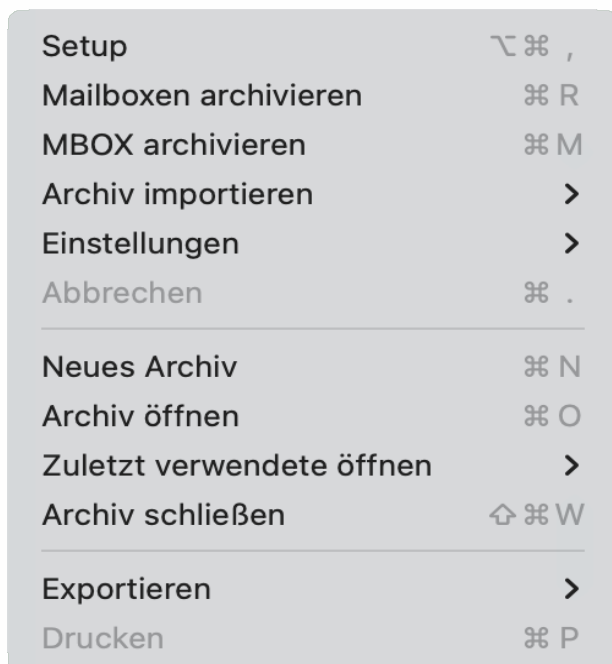 Setup ⌥⌘ ,
Mailboxen archivieren ⌘ R
MBOX archivieren ⌘ M
Archiv importieren >
Einstellungen >
Abbrechen ⌘ .
Neues Archiv ⌘ N
Archiv öffnen ⌘ O
Zuletzt verwendete öffnen >
Archiv schließen ⇧⌘W
Exportieren >
Drucken ⌘ P